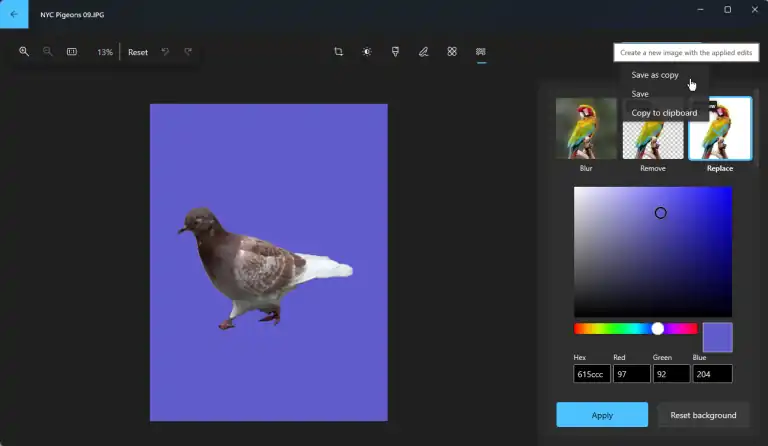 NYC Pigeons 09.JPG
13%
Reset
Create a new image with the applied edits
Save as copy
Save
Copy to clipboard
Blur
Remove
Replace
Hex
Red
Green
Blue
615ccc
97
92
204
Apply
Reset background